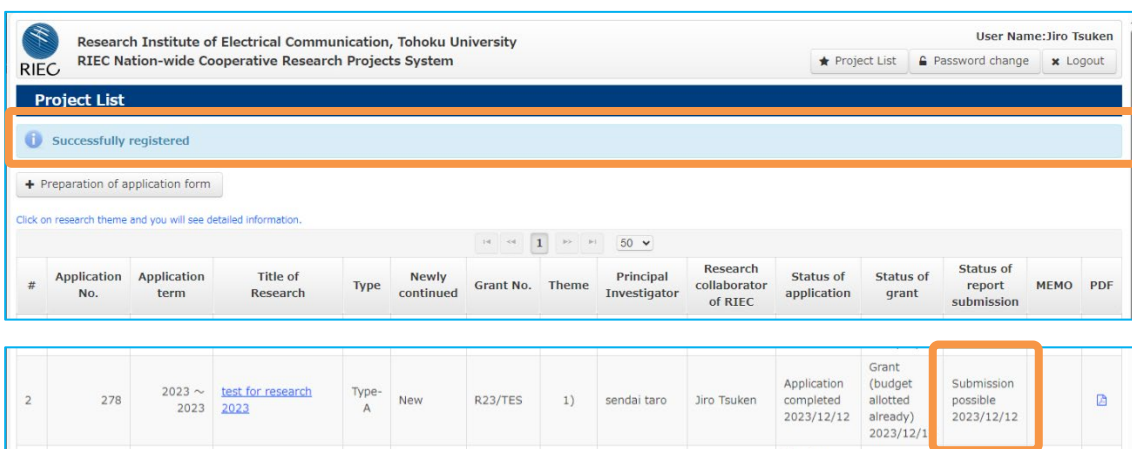 RIEC
Research Institute of Electrical Communication, Tohoku University
RIEC Nation-wide Cooperative Research Projects System
User Name:Jiro Tsuken
Project List
Password change
Logout
Project List
Successfully registered
Preparation of application form
Click on research theme and you will see detailed information.
1
50
#
Application
No.
Application
term
Title of
Research
Type
Newly
continued
Grant No.
Theme
Principal
Investigator
Research
collaborator
of RIEC
Status of
application
Status of
grant
Status of
report
submission
MEMO
PDF
2
278
2023 ～
2023
test for research
2023
Type-
A
New
R23/TES
1)
sendai taro
Jiro Tsuken
Application
completed
2023/12/12
Grant
(budget
allotted
already)
2023/12/1
Submission
possible
2023/12/12